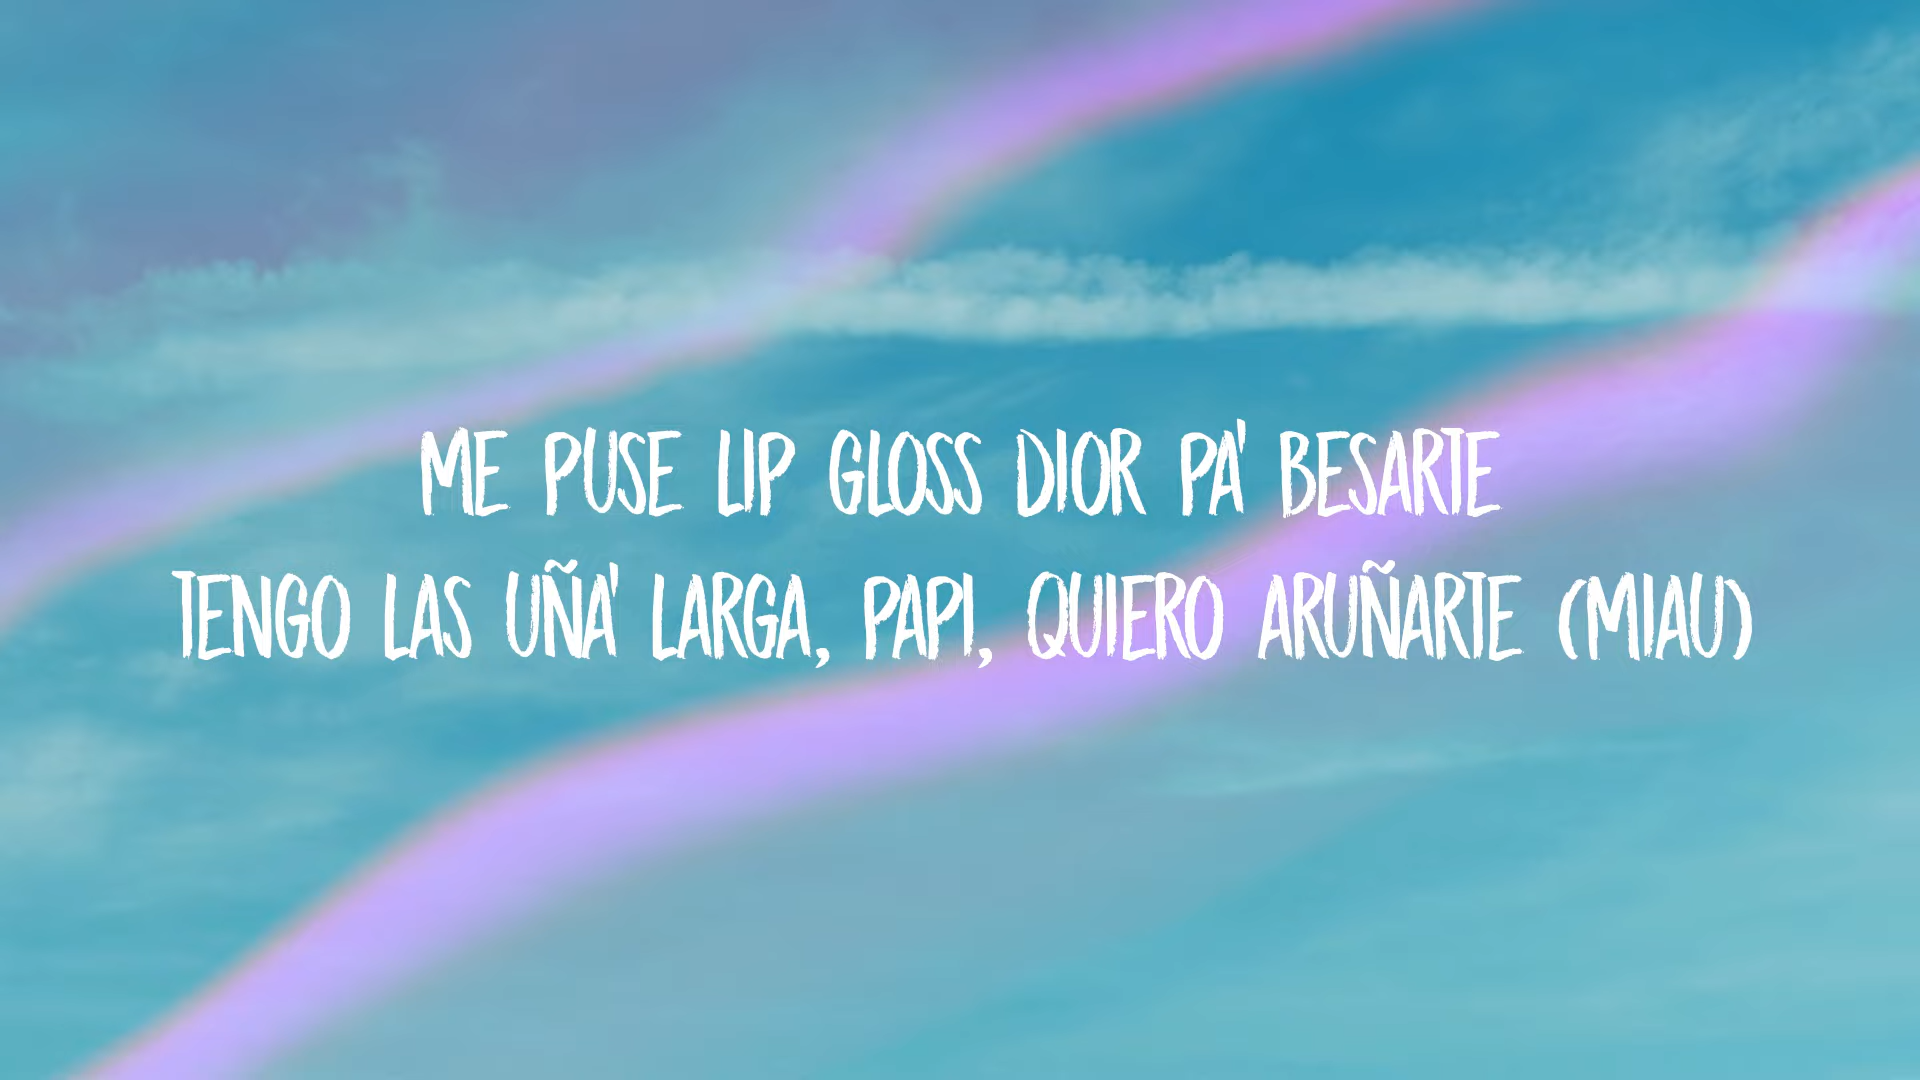 ME PUSE LIP GLOSS DIOR PA' BESARTE
TENGO LAS UÑA' LARGA, PAPI, QUIERO ARUÑARTE (MIAU)